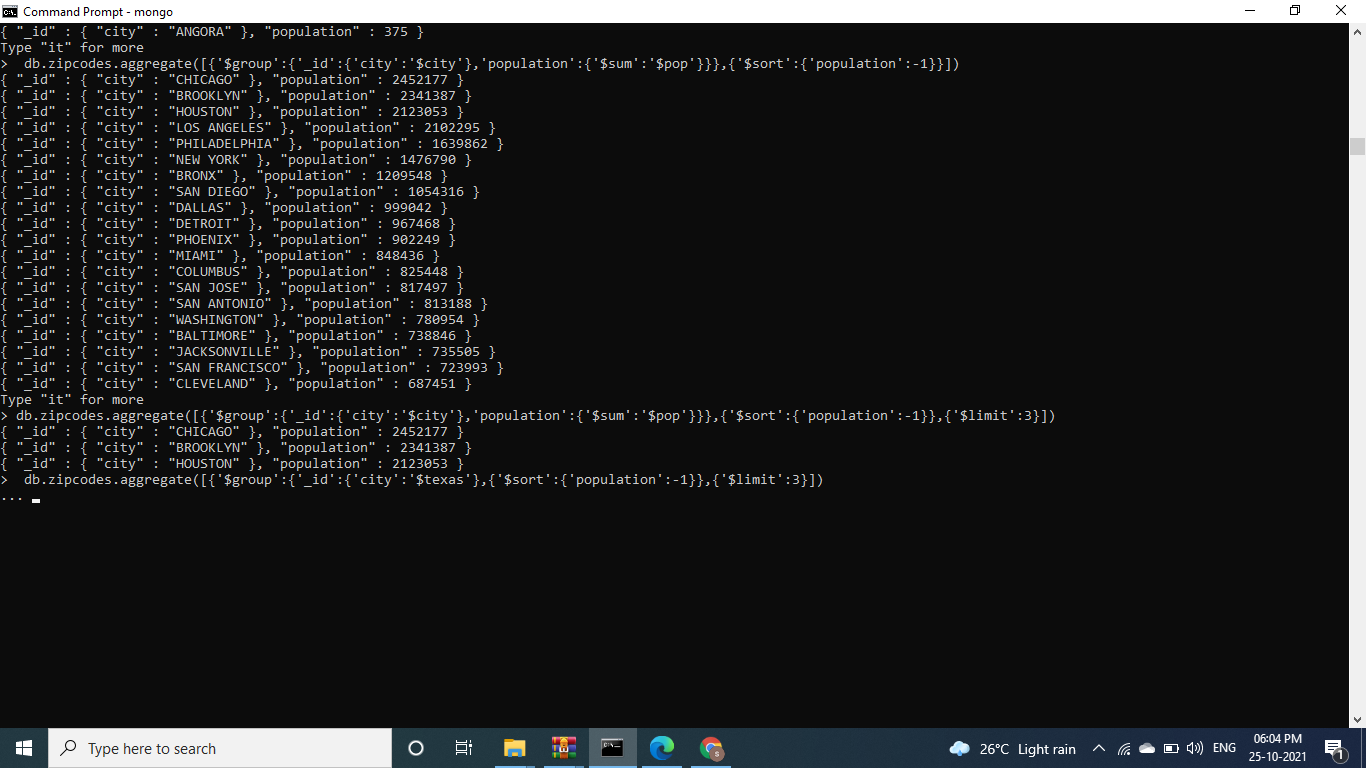 Command Prompt - mongo
{ "_id" : { "city" : "ANGORA" }, "population" : 375 }
Type "it" for more
>  db.zipcodes.aggregate([{'$group':{'_id':{'city':'$city'},'population':{'$sum':'$pop'}}},{'$sort':{'population':-1}}])
{ "_id" : { "city" : "CHICAGO" }, "population" : 2452177 }
{ "_id" : { "city" : "BROOKLYN" }, "population" : 2341387 }
{ "_id" : { "city" : "HOUSTON" }, "population" : 2123053 }
{ "_id" : { "city" : "LOS ANGELES" }, "population" : 2102295 }
{ "_id" : { "city" : "PHILADELPHIA" }, "population" : 1639862 }
{ "_id" : { "city" : "NEW YORK" }, "population" : 1476790 }
{ "_id" : { "city" : "BRONX" }, "population" : 1209548 }
{ "_id" : { "city" : "SAN DIEGO" }, "population" : 1054316 }
{ "_id" : { "city" : "DALLAS" }, "population" : 999042 }
{ "_id" : { "city" : "DETROIT" }, "population" : 967468 }
{ "_id" : { "city" : "PHOENIX" }, "population" : 902249 }
{ "_id" : { "city" : "MIAMI" }, "population" : 848436 }
{ "_id" : { "city" : "COLUMBUS" }, "population" : 825448 }
{ "_id" : { "city" : "SAN JOSE" }, "population" : 817497 }
{ "_id" : { "city" : "SAN ANTONIO" }, "population" : 813188 }
{ "_id" : { "city" : "WASHINGTON" }, "population" : 780954 }
{ "_id" : { "city" : "BALTIMORE" }, "population" : 738846 }
{ "_id" : { "city" : "JACKSONVILLE" }, "population" : 735505 }
{ "_id" : { "city" : "SAN FRANCISCO" }, "population" : 723993 }
{ "_id" : { "city" : "CLEVELAND" }, "population" : 687451 }
Type "it" for more
> db.zipcodes.aggregate([{'$group':{'_id':{'city':'$city'},'population':{'$sum':'$pop'}}},{'$sort':{'population':-1}},{'$limit':3}])
{ "_id" : { "city" : "CHICAGO" }, "population" : 2452177 }
{ "_id" : { "city" : "BROOKLYN" }, "population" : 2341387 }
{ "_id" : { "city" : "HOUSTON" }, "population" : 2123053 }
>  db.zipcodes.aggregate([{'$group':{'_id':{'city':'$texas'},{'$sort':{'population':-1}},{'$limit':3}])
...
Type here to search
26°C Light rain
ENG
06:04 PM
25-10-2021
1